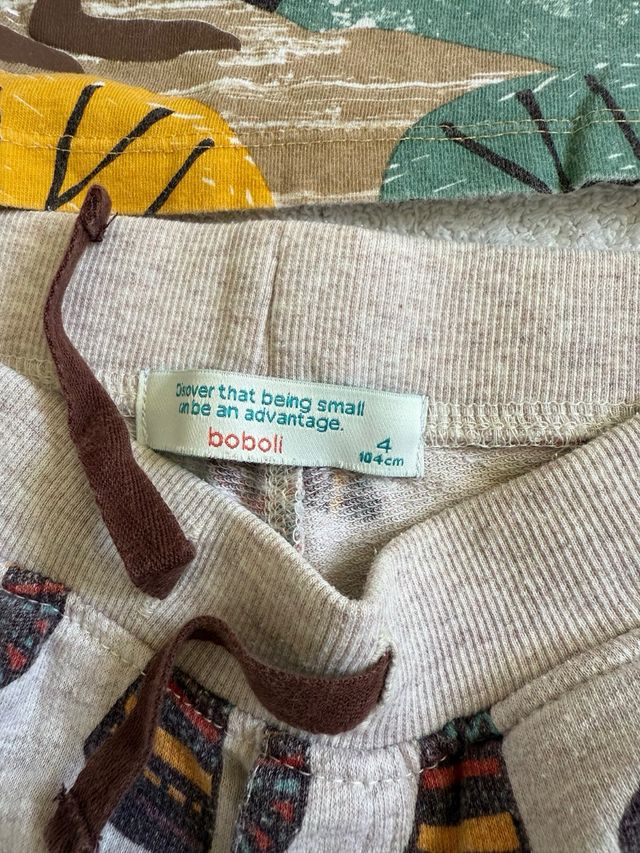 Discover that being small
can be an advantage.
boboli
4
104cm